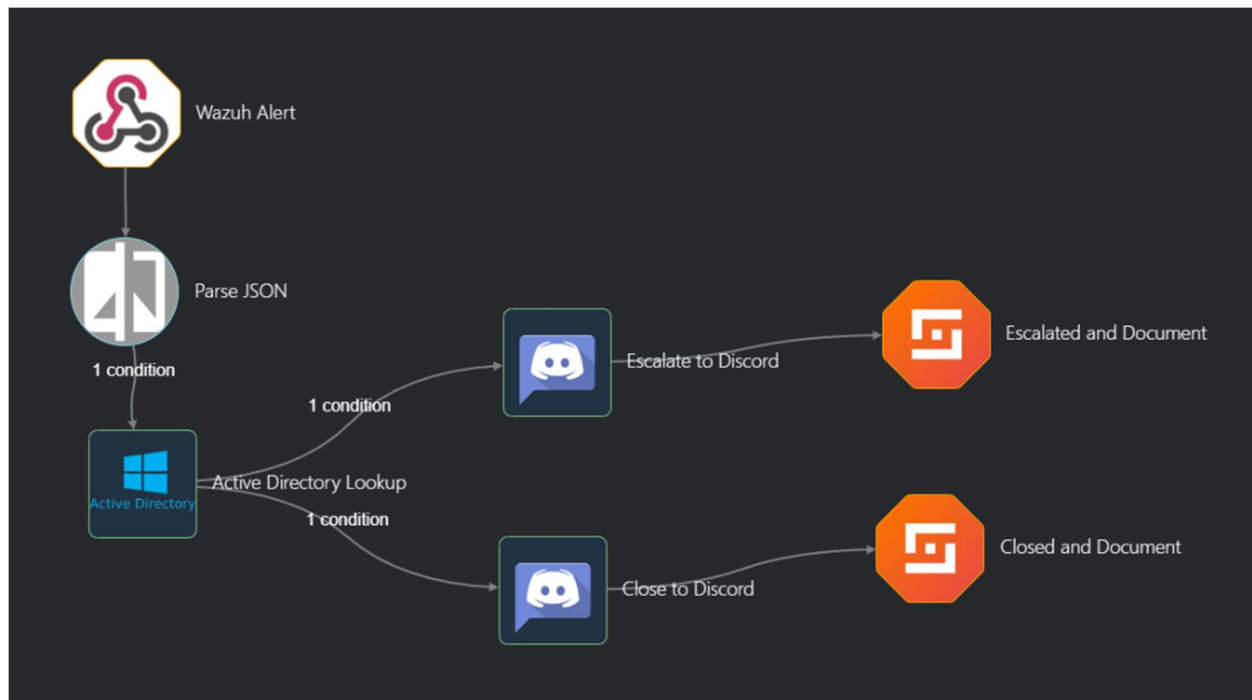 Wazuh Alert
Parse JSON
1 condition
Escalate to Discord
Escalated and Document
1 condition
Active Directory
Active Directory Lookup
1 condition
Close to Discord
Closed and Document